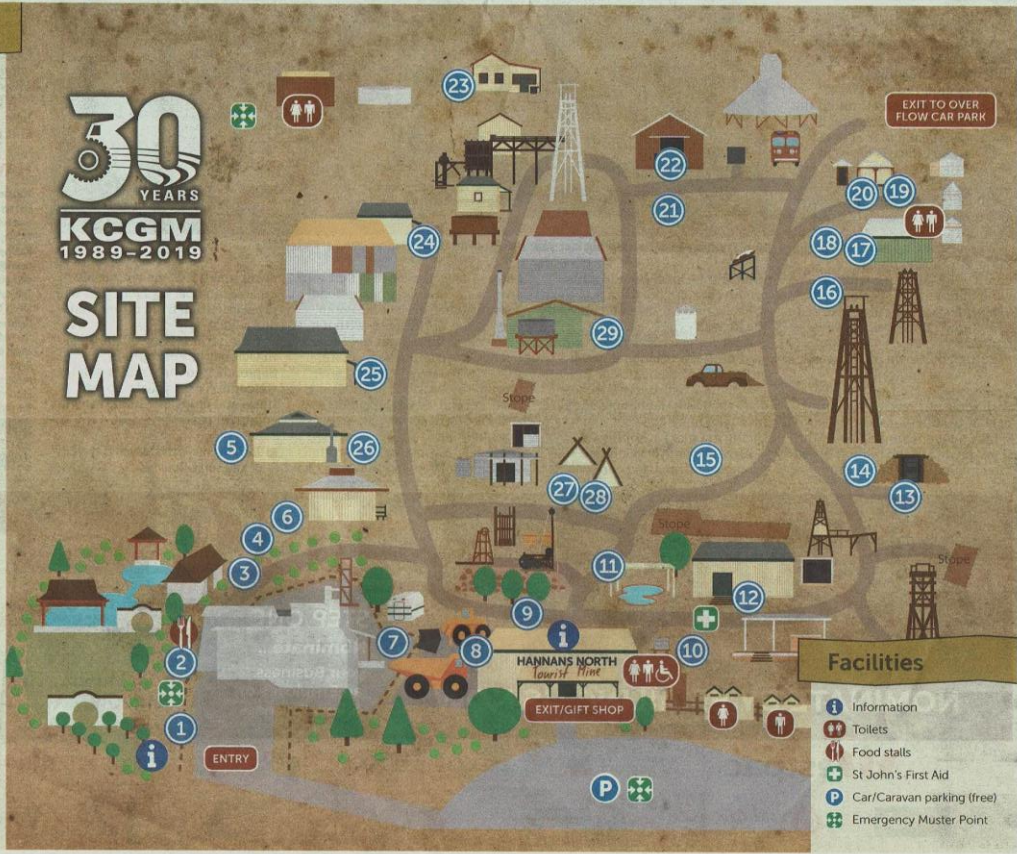 30
YEARS
KCGM
1989-2019
SITE
MAP
23
EXIT TO OVER
FLOW CAR PARK
22
21
20
19
24
18
17
16
29
25
Stope
5
26
15
14
27
28
13
6
Stope
4
3
11
Stope
12
9
7
8
HANNANS NORTH
Tourist Mine
10
2
EXIT/GIFT SHOP
1
ENTRY
P
Facilities
Information
Toilets
Food stalls
St John's First Aid
P Car/Caravan parking (free)
Emergency Muster Point